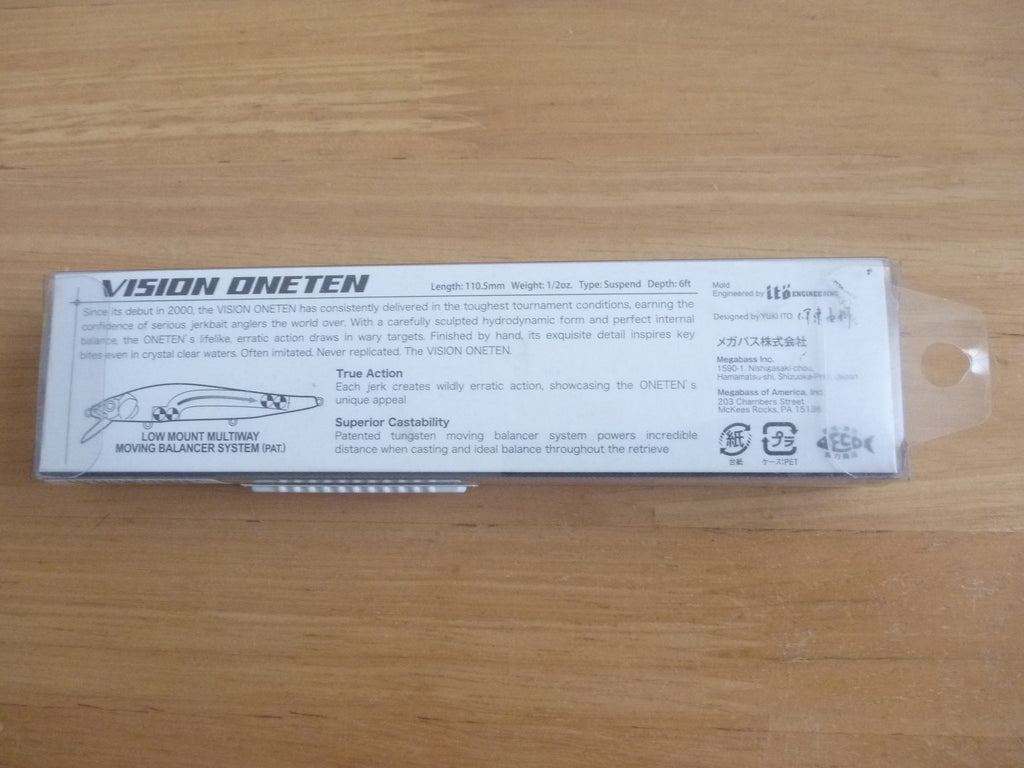 VISION ONETEN
Length: 110.5mm Weight: 1/2oz. Type: Suspend Depth: 6ft
Since its debut in 2000, the VISION ONETEN has consistently delivered in the toughest tournament conditions, earning the
confidence of serious jerkbait anglers the world over. With a carefully sculpted hydrodynamic form and perfect internal
balance, the ONETEN's lifelike, erratic action draws in wary targets. Finished by hand, its exquisite detail inspires key
bites even in crystal clear waters. Often imitated. Never replicated. The VISION ONETEN.
LOW MOUNT MULTIWAY
MOVING BALANCER SYSTEM (PAT.)
True Action
Each jerk creates wildly erratic action, showcasing the ONETEN's
unique appeal
Superior Castability
Patented tungsten moving balancer system powers incredible
distance when casting and ideal balance throughout the retrieve
Mold
Engineered by itö ENGINEERING
Designed by YUKI ITO
メガバス株式会社
Megabass Inc.
1590-1, Nishigasaki-chou,
Hamamatsu-shi, Shizuoka-Pref. Japan
Megabass of America, Inc.
203 Chambers Street
McKees Rocks, PA 15136
紙
台紙
プラ
ケース:PET
ECO